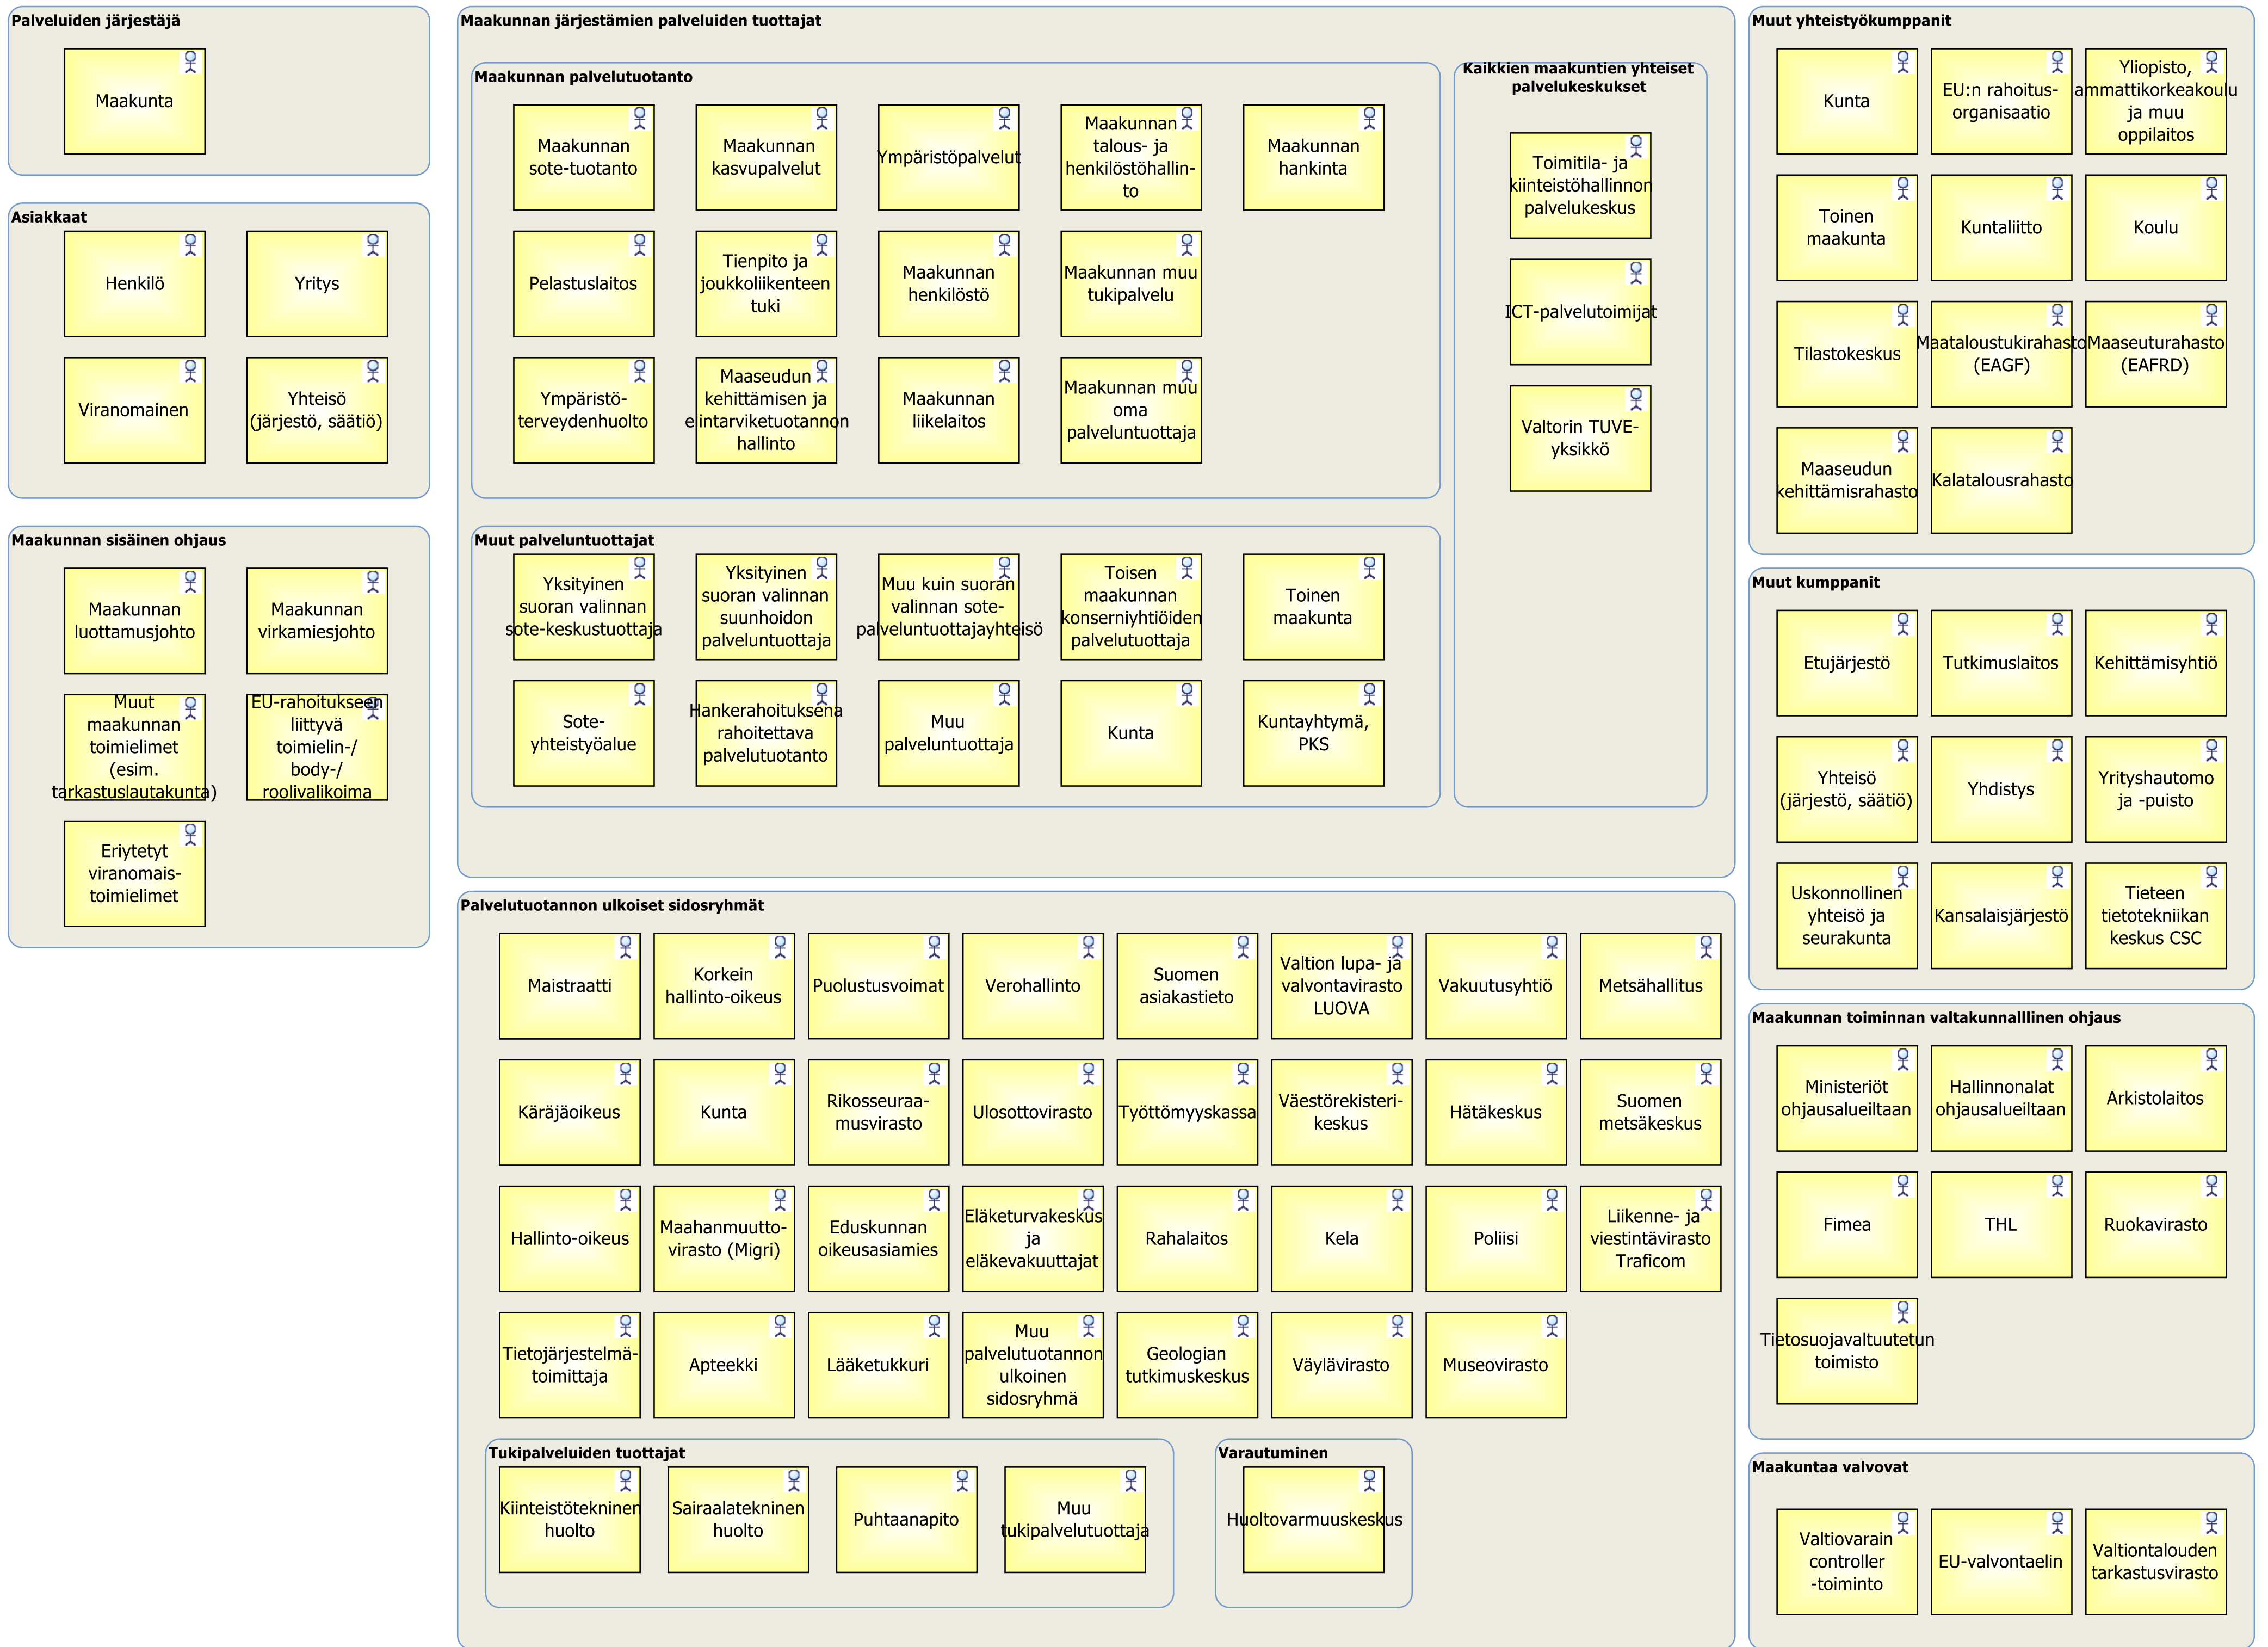 Palveluiden järjestäjä
Maakunta
Asiakkaat
Henkilö
Yritys
Viranomainen
Yhteisö
(järjestö, säätiö)
Maakunnan sisäinen ohjaus
Maakunnan
luottamusjohto
Maakunnan
virkamiesjohto
Muut
maakunnan
toimielimet
(esim.
tarkastuslautakunta)
EU-rahoitukseen
liittyvä
toimielin-/
body-/
roolivalikoima
Eriytetyt
viranomais-
toimielimet
Maakunnan järjestämien palveluiden tuottajat
Maakunnan palvelutuotanto
Maakunnan
sote-tuotanto
Maakunnan
kasvupalvelut
Ympäristöpalvelut
Maakunnan
talous- ja
henkilöstöhallin-
to
Maakunnan
hankinta
Pelastuslaitos
Tienpito ja
joukkoliikenteen
tuki
Maakunnan
henkilöstö
Maakunnan muu
tukipalvelu
Ympäristö-
terveydenhuolto
Maaseudun
kehittämisen ja
elintarviketuotannon
hallinto
Maakunnan
liikelaitos
Maakunnan muu
oma
palveluntuottaja
Kaikkien maakuntien yhteiset
palvelukeskukset
Toimitila- ja
kiinteistöhallinnon
palvelukeskus
ICT-palvelutoimijat
Valtorin TUVE-
yksikkö
Muut palveluntuottajat
Yksityinen
suoran valinnan
sote-keskustuottaja
Yksityinen
suoran valinnan
suunhoidon
palveluntuottaja
Muu kuin suoran
valinnan sote-
palveluntuottajayhteisö
Toisen
maakunnan
konserniyhtiöiden
palvelutuottaja
Toinen
maakunta
Sote-
yhteistyöalue
Hankerahoituksena
rahoitettava
palvelutuotanto
Muu
palveluntuottaja
Kunta
Kuntayhtymä,
PKS
Palvelutuotannon ulkoiset sidosryhmät
Maistraatti
Korkein
hallinto-oikeus
Puolustusvoimat
Verohallinto
Suomen
asiakastieto
Valtion lupa- ja
valvontavirasto
LUOVA
Vakuutusyhtiö
Metsähallitus
Käräjäoikeus
Kunta
Rikosseuraa-
musvirasto
Ulosottovirasto
Työttömyyskassa
Väestörekisteri-
keskus
Hätäkeskus
Suomen
metsäkeskus
Hallinto-oikeus
Maahanmuutto-
virasto (Migri)
Eduskunnan
oikeusasiamies
Eläketurvakeskus
ja
eläkevakuuttajat
Rahalaitos
Kela
Poliisi
Liikenne- ja
viestintävirasto
Traficom
Tietojärjestelmä-
toimittaja
Apteekki
Lääketukkuri
Muu
palvelutuotannon
ulkoinen
sidosryhmä
Geologian
tutkimuskeskus
Väylävirasto
Museovirasto
Tukipalveluiden tuottajat
Kiinteistötekninen
huolto
Sairaalatekninen
huolto
Puhtaanapito
Muu
tukipalvelutuottaja
Varautuminen
Huoltovarmuuskeskus
Muut yhteistyökumppanit
Kunta
EU:n rahoitus-
organisaatio
Yliopisto,
ammattikorkeakoulu
ja muu
oppilaitos
Toinen
maakunta
Kuntaliitto
Koulu
Tilastokeskus
Maataloustukirahasto
(EAGF)
Maaseuturahasto
(EAFRD)
Maaseudun
kehittämisrahasto
Kalatalousrahasto
Muut kumppanit
Etujärjestö
Tutkimuslaitos
Kehittämisyhtiö
Yhteisö
(järjestö, säätiö)
Yhdistys
Yrityshautomo
ja -puisto
Uskonnollinen
yhteisö ja
seurakunta
Kansalaisjärjestö
Tieteen
tietotekniikan
keskus CSC
Maakunnan toiminnan valtakunnalllinen ohjaus
Ministeriöt
ohjausalueiltaan
Hallinnonalat
ohjausalueiltaan
Arkistolaitos
Fimea
THL
Ruokavirasto
Tietosuojavaltuutetun
toimisto
Maakuntaa valvovat
Valtiovarain
controller
-toiminto
EU-valvontaelin
Valtiontalouden
tarkastusvirasto